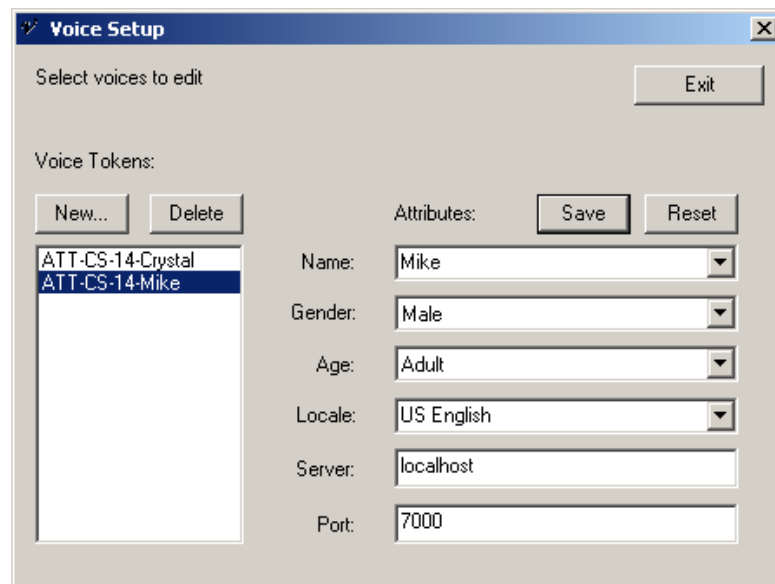 Voice Setup
Select voices to edit
Exit
Voice Tokens:
New... Delete Attributes: Save Reset
ATT-CS-14-Crystal
ATT-CS-14-Mike
Name: Mike
Gender: Male
Age: Adult
Locale: US English
Server: localhost
Port: 7000